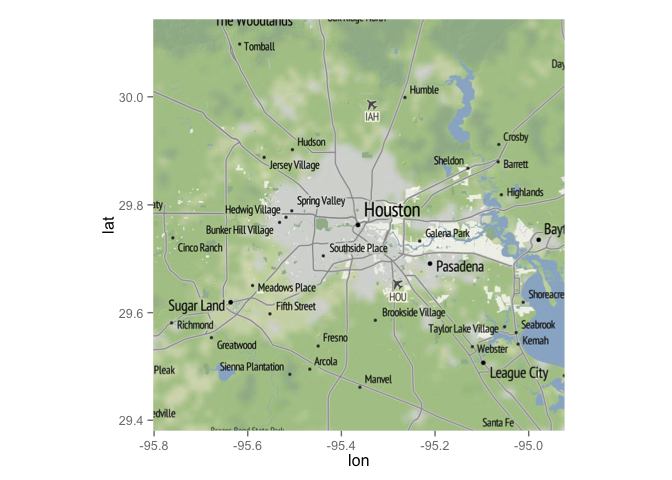 The Woodlands
Tomball
30.0
Humble
IAH
Day
Hudson
Crosby
Jersey Village
Sheldon
Barrett
29.8
Spring Valley
Highlands
Hedwig Village
Houston
Bunker Hill Village
Galena Park
Bayt
nty
Cinco Ranch
Southside Place
Pasadena
lat
Meadows Place
HOU
Shoreacre
Sugar Land
Fifth Street
29.6
Brookside Village
Richmond
Taylor Lake Village
Seabrook
Greatwood
Fresno
Kemah
Webster
Pleak
Sienna Plantation
Arcola
League City
Manvel
edville
Santa Fe
29.4
-95.8
-95.6
-95.4
-95.2
-95.0
lon